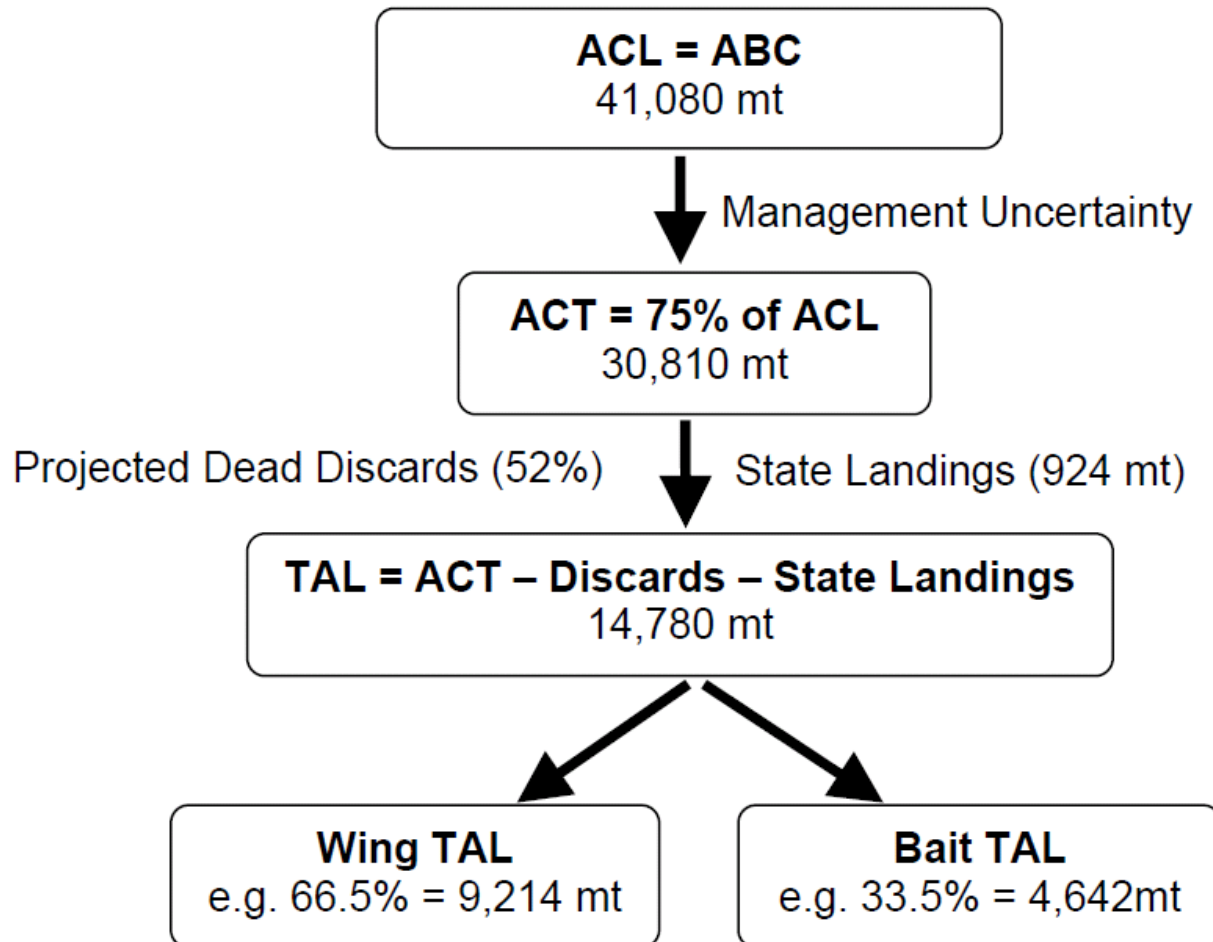 ACL = ABC
41,080 mt
Management Uncertainty
ACT = 75% of ACL
30,810 mt
Projected Dead Discards (52%)
State Landings (924 mt)
TAL = ACT – Discards – State Landings
14,780 mt
Wing TAL
e.g. 66.5% = 9,214 mt
Bait TAL
e.g. 33.5% = 4,642mt